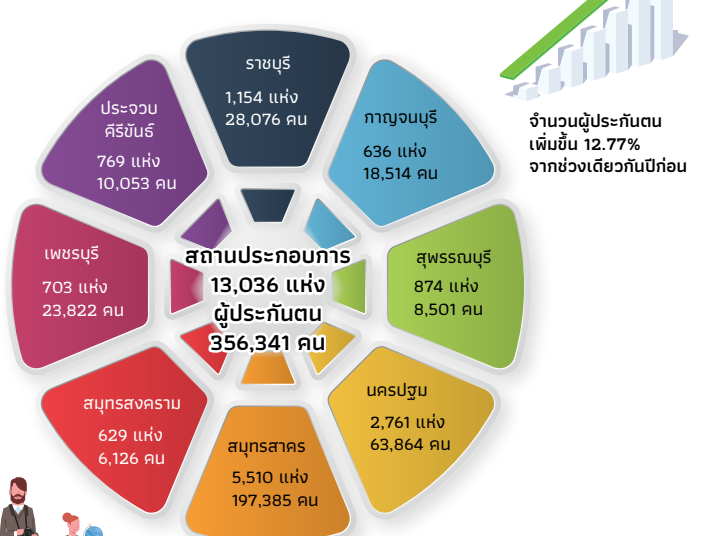 ราชบุรี
1,154 แห่ง
28,076 คน
กาญจนบุรี
636 แห่ง
18,514 คน
สุพรรณบุรี
874 แห่ง
8,501 คน
นครปฐม
2,761 แห่ง
63,864 คน
สมุทรสาคร
5,510 แห่ง
197,385 คน
สมุทรสงคราม
629 แห่ง
6,126 คน
เพชรบุรี
703 แห่ง
23,822 คน
ประจวบ
คีรีขันธ์
769 แห่ง
10,053 คน
สถานประกอบการ
13,036 แห่ง
ผู้ประกันตน
356,341 คน
จำนวนผู้ประกันตน
เพิ่มขึ้น 12.77%
จากช่วงเดียวกันปีก่อน